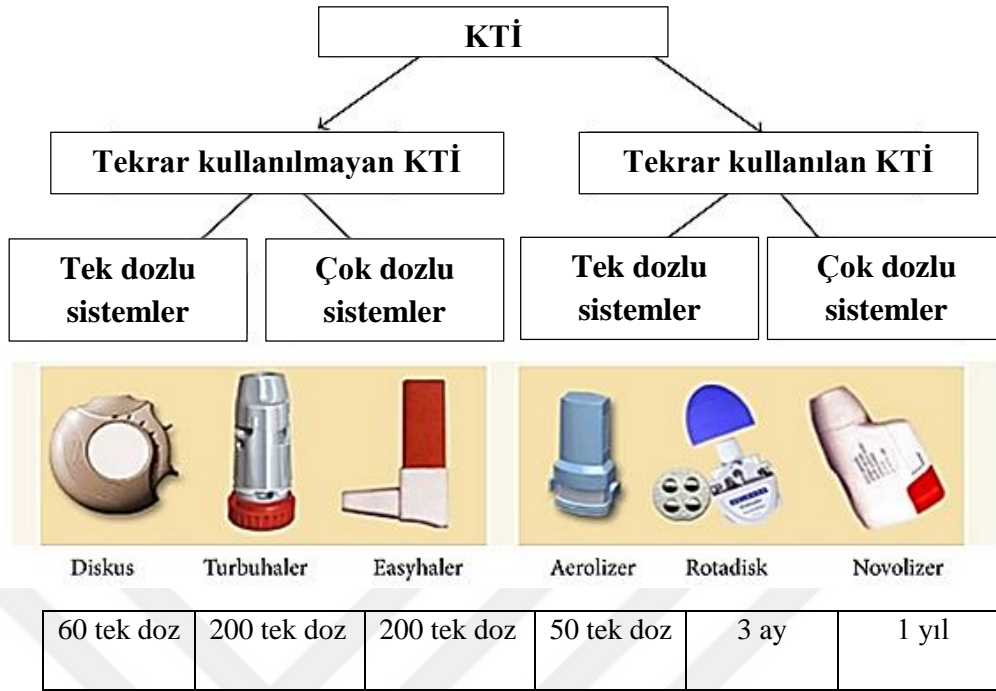 KTİ
Tekrar kullanılmayan KTİ
Tekrar kullanılan KTİ
Tek dozlu
sistemler
Çok dozlu
sistemler
Tek dozlu
sistemler
Çok dozlu
sistemler
Diskus
Turbuhaler
Easyhaler
Aerolizer
Rotadisk
Novolizer
60 tek doz
200 tek doz
200 tek doz
50 tek doz
3 ay
1 yıl